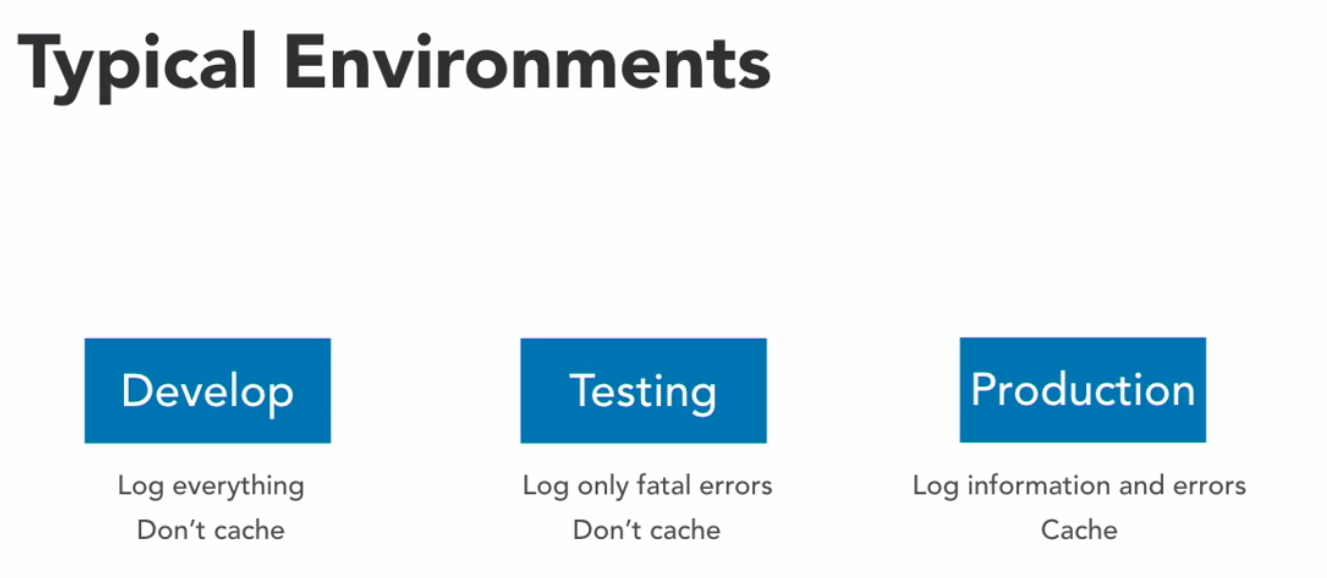 Typical Environments
Develop
Log everything
Don’t cache
Testing
Log only fatal errors
Don’t cache
Production
Log information and errors
Cache